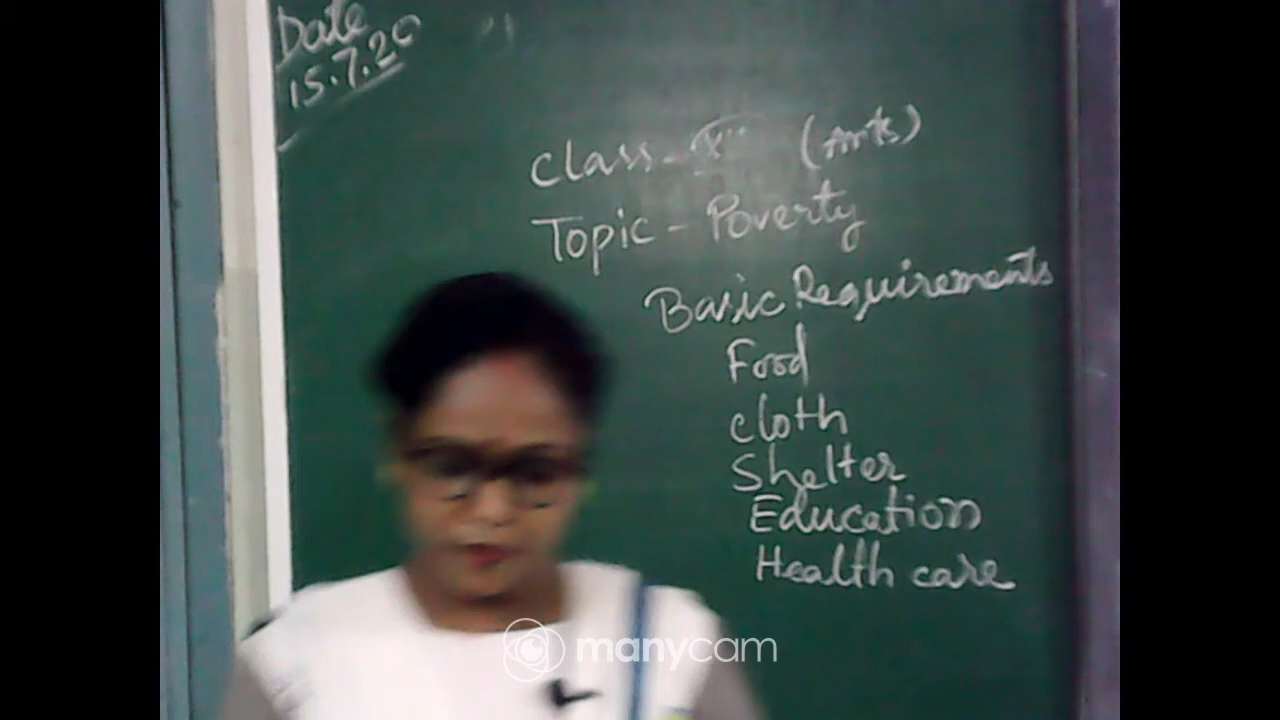 Date
15.7.20
Class - X (Arts)
Topic - Poverty
Basic Requirements
Food
cloth
Shelter
Education
Health care
manycam